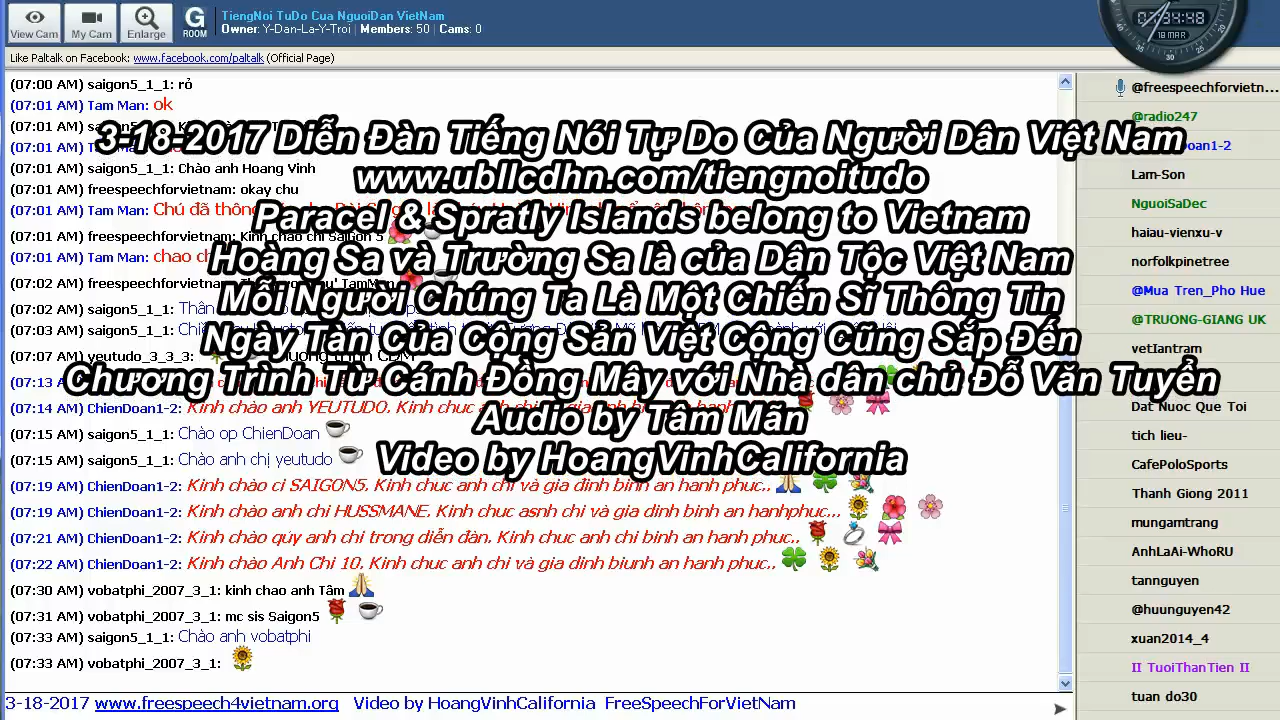 View Cam
My Cam
Enlarge
G
ROOM
TiengNoi TuDo Cua NguoiDan VietNam
Owner: Y-Dan-La-Y-Troi | Members: 50 | Cams: 0
07:34:48
18 MAR
Like Paltalk on Facebook: www.facebook.com/paltalk (Official Page)
3-18-2017 Diễn Đàn Tiếng Nói Tự Do Của Người Dân Việt Nam
www.ubllcdhn.com/tiengnoitudo
Paracel & Spratly Islands belong to Vietnam
Hoàng Sa và Trường Sa là của Dân Tộc Việt Nam
Mỗi Người Chúng Ta Là Một Chiến Sĩ Thông Tin
Ngày Tàn Của Cộng Sản Việt Cộng Cũng Sắp Đến
Chương Trình Từ Cánh Đồng Mây với Nhà dân chủ Đỗ Văn Tuyển
Audio by Tâm Mãn
Video by HoangVinhCalifornia
(07:00 AM) saigon5_1_1: rỏ
(07:01 AM) Tam Man: ok
(07:01 AM) saigon5_1_1: Chào anh Hoang Vinh
(07:01 AM) freespeechforvietnam: okay chu
(07:01 AM) Tam Man: Chú đã thông
(07:01 AM) freespeechforvietnam: Kinh chao chi Saigon 5
(07:01 AM) Tam Man: chao ch
(07:02 AM) freespeechforvietnam:
(07:02 AM) saigon5_1_1: Thân
(07:03 AM) saigon5_1_1:
(07:07 AM) yeutudo_3_3_3:
(07:13 AM)
(07:14 AM) ChienDoan1-2: Kinh chào anh YEUTUDO. Kinh chuc anh chi
(07:15 AM) saigon5_1_1: Chào op ChienDoan
(07:15 AM) saigon5_1_1: Chào anh chị yeutudo
(07:19 AM) ChienDoan1-2: Kinh chào ci SAIGON5. Kinh chuc anh chi và gia đinh binh an hanh phuc..
(07:19 AM) ChienDoan1-2: Kinh chào anh chi HUSSMANE. Kinh chuc asnh chi và gia dinh binh an hanhphuc...
(07:21 AM) ChienDoan1-2: Kinh chào qúy anh chi trong diễn đàn. Kinh chuc anh chi binh an hanh phuc..
(07:22 AM) ChienDoan1-2: Kinh chào Anh Chi 10. Kinh chuc anh chi và gia dinh biunh an hanh phuc..
(07:30 AM) vobatphi_2007_3_1: kinh chao anh Tâm
(07:31 AM) vobatphi_2007_3_1: mc sis Saigon5
(07:33 AM) saigon5_1_1: Chào anh vobatphi
(07:33 AM) vobatphi_2007_3_1:
@freespeechforvietn...
@radio247
Lam-Son
NguoiSaDec
haiau-vienxu-v
norfolkpinetree
@Mua Tren_Pho Hue
@TRUONG-GIANG UK
vetIantram
Dat Nuoc Que Toi
tich lieu-
CafePoloSports
Thanh Giong 2011
mungamtrang
AnhLaAi-WhoRU
tannguyen
@huunguyen42
xuan2014_4
II TuoiThanTien II
tuan do30
3-18-2017 www.freespeech4vietnam.org Video by HoangVinhCalifornia FreeSpeechForVietNam